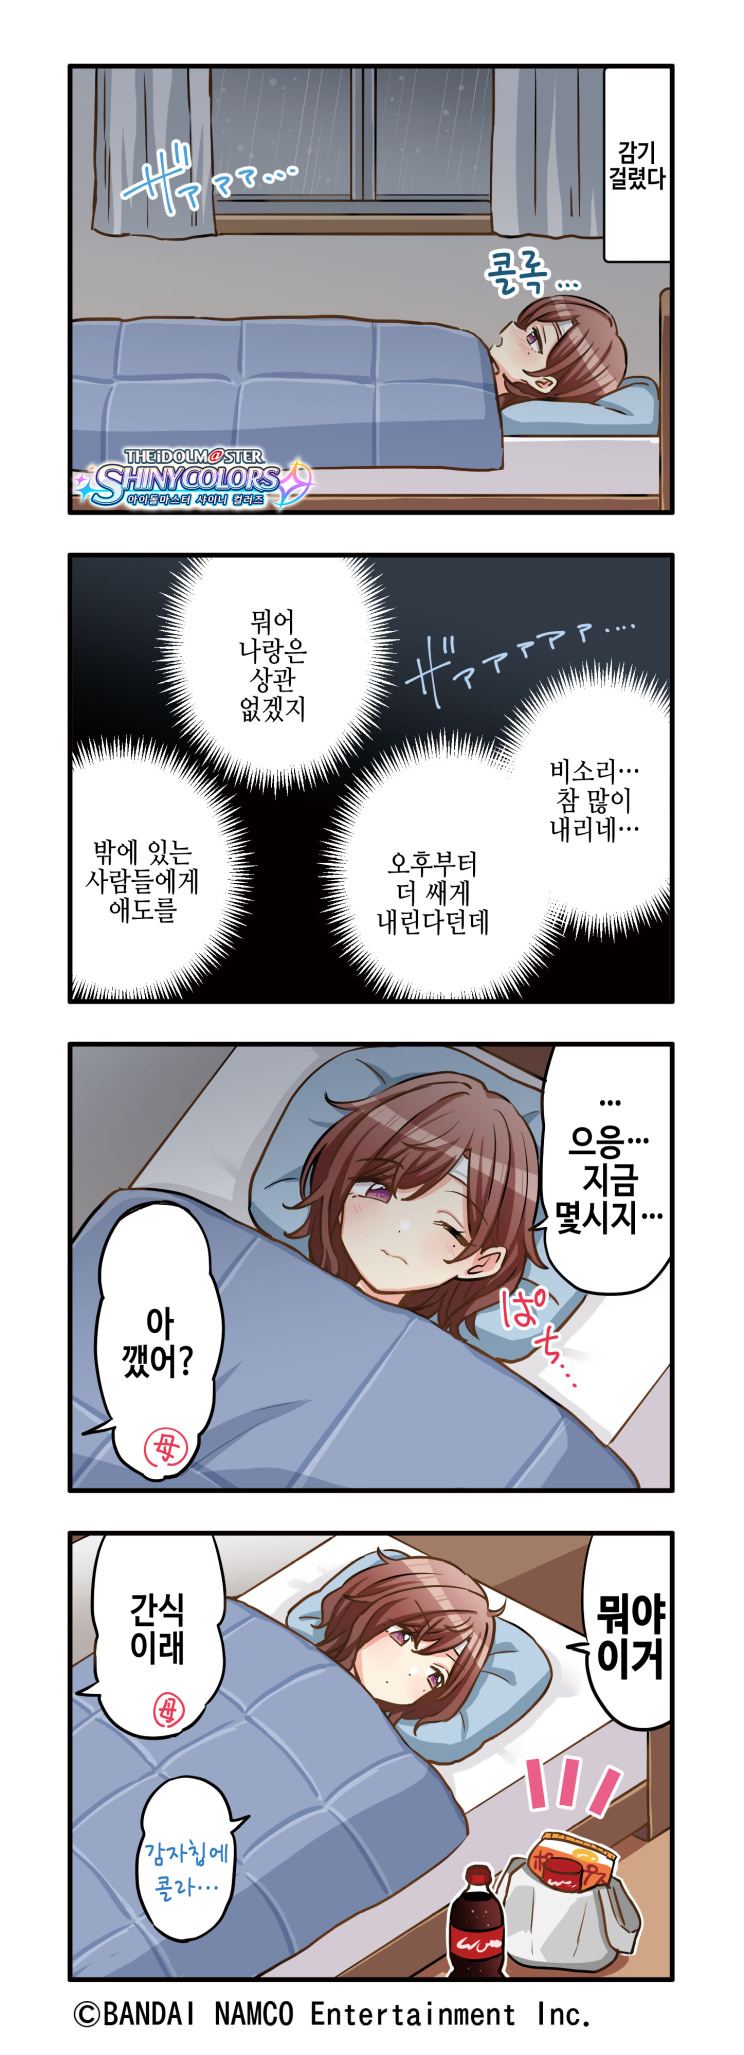 감기
걸렸다
ザァァァ…
콜록…
THE iDOLM@STER
SHINYCOLORS
아이돌마스터 샤이니 컬러즈
비소리…
참 많이
내리네…
ザァァァァァ….
오후부터
더 쌔게
내린다던데
뭐어
나랑은
상관
없겠지
밖에 있는
사람들에게
애도를
…
으응…
지금
몇시지…
ぱち…
아
깼어?
母
뭐야
이거
간식
이래
母
감자칩에
콜라…
©BANDAI NAMCO Entertainment Inc.